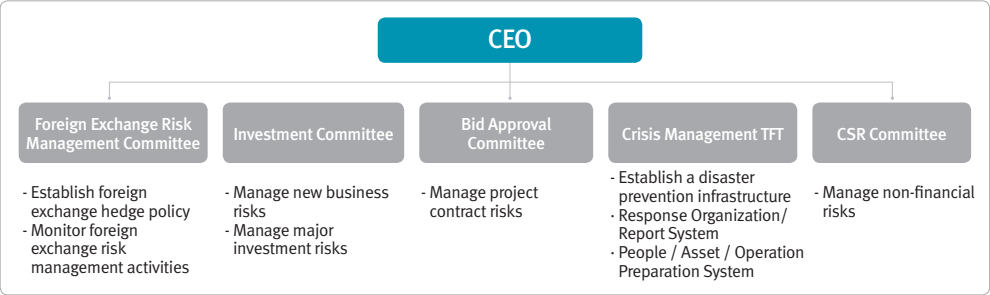 CEO
Foreign Exchange Risk
Management Committee
- Establish foreign
exchange hedge policy
- Monitor foreign
exchange risk
management activities
Investment Committee
- Manage new business
risks
- Manage major
investment risks
Bid Approval
Committee
- Manage project
contract risks
Crisis Management TFT
· Establish a disaster
prevention infrastructure
· Response Organization/
Report System
· People / Asset / Operation
Preparation System
CSR Committee
- Manage non-financial
risks